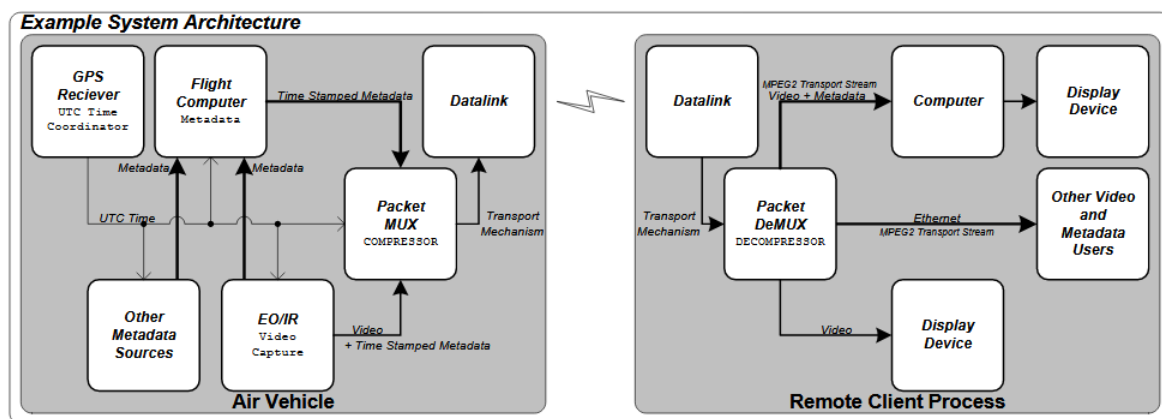 Example System Architecture
GPS
Reciever
UTC Time
Coordinator
Flight
Computer
Metadata
Time Stamped Metadata
Datalink
Metadata
Metadata
UTC Time
Packet
MUX
COMPRESSOR
Transport
Mechanism
Other
Metadata
Sources
EO/IR
Video
Capture
Video
+ Time Stamped Metadata
Air Vehicle
Datalink
MPEG2 Transport Stream
Video + Metadata
Computer
Display
Device
Transport
Mechanism
Packet
DeMUX
DECOMPRESSOR
Ethernet
MPEG2 Transport Stream
Other Video
and
Metadata
Users
Video
Display
Device
Remote Client Process